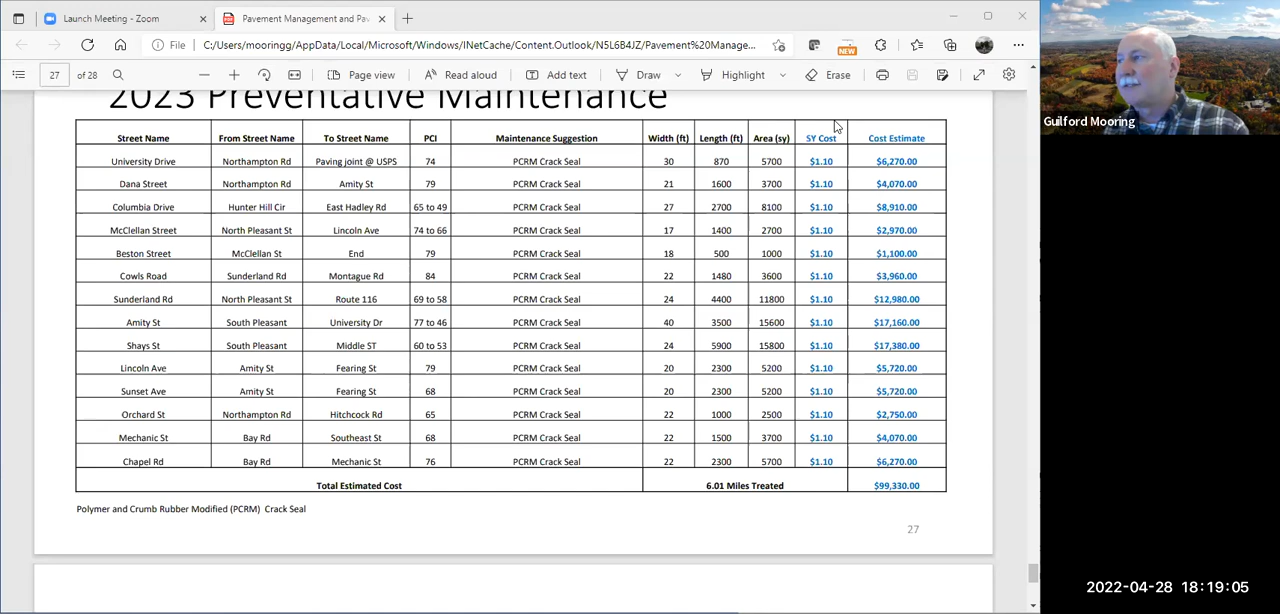 Launch Meeting - Zoom
Pavement Management and Pav
File
C:/Users/mooringg/AppData/Local/Microsoft/Windows/INetCache/Content.Outlook/N5L6B4JZ/Pavement%20Manage...
NEW
27 of 28
Page view
Read aloud
Add text
Draw
Highlight
Erase
Guilford Mooring
2023 Preventative Maintenance
Street Name From Street Name To Street Name PCI Maintenance Suggestion Width (ft) Length (ft) Area (sy) SY Cost Cost Estimate
University Drive Northampton Rd Paving joint @ USPS 74 PCRM Crack Seal 30 870 5700 $1.10 $6,270.00
Dana Street Northampton Rd Amity St 79 PCRM Crack Seal 21 1600 3700 $1.10 $4,070.00
Columbia Drive Hunter Hill Cir East Hadley Rd 65 to 49 PCRM Crack Seal 27 2700 8100 $1.10 $8,910.00
McClellan Street North Pleasant St Lincoln Ave 74 to 66 PCRM Crack Seal 17 1400 2700 $1.10 $2,970.00
Beston Street McClellan St End 79 PCRM Crack Seal 18 500 1000 $1.10 $1,100.00
Cowls Road Sunderland Rd Montague Rd 84 PCRM Crack Seal 22 1480 3600 $1.10 $3,960.00
Sunderland Rd North Pleasant St Route 116 69 to 58 PCRM Crack Seal 24 4400 11800 $1.10 $12,980.00
Amity St South Pleasant University Dr 77 to 46 PCRM Crack Seal 40 3500 15600 $1.10 $17,160.00
Shays St South Pleasant Middle ST 60 to 53 PCRM Crack Seal 24 5900 15800 $1.10 $17,380.00
Lincoln Ave Amity St Fearing St 79 PCRM Crack Seal 20 2300 5200 $1.10 $5,720.00
Sunset Ave Amity St Fearing St 68 PCRM Crack Seal 20 2300 5200 $1.10 $5,720.00
Orchard St Northampton Rd Hitchcock Rd 65 PCRM Crack Seal 22 1000 2500 $1.10 $2,750.00
Mechanic St Bay Rd Southeast St 68 PCRM Crack Seal 22 1500 3700 $1.10 $4,070.00
Chapel Rd Bay Rd Mechanic St 76 PCRM Crack Seal 22 2300 5700 $1.10 $6,270.00
Total Estimated Cost 6.01 Miles Treated $99,330.00
Polymer and Crumb Rubber Modified (PCRM) Crack Seal
27
2022-04-28 18:19:05